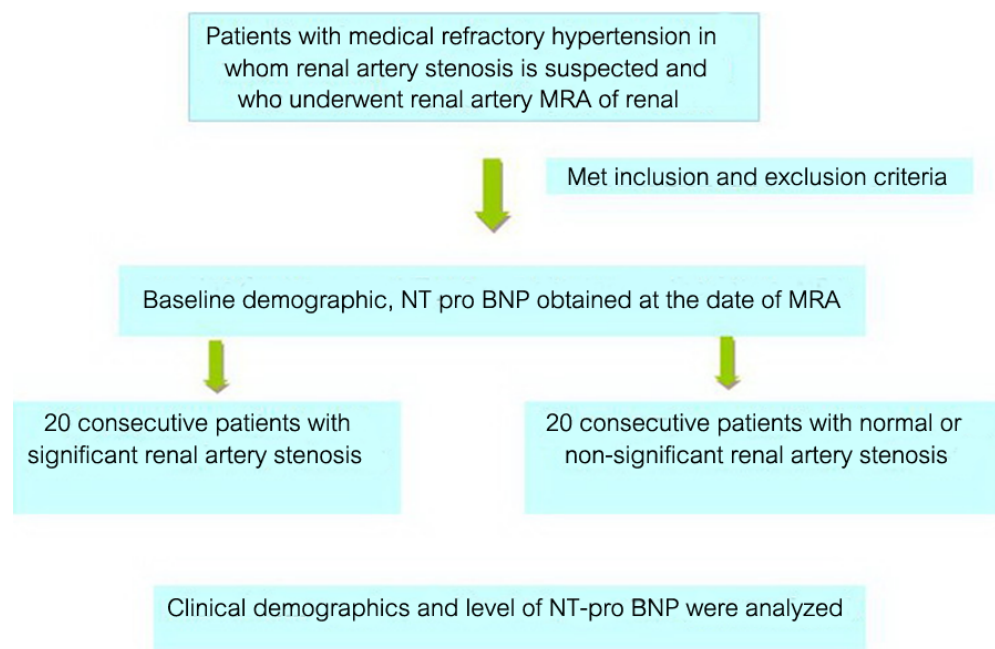 Patients with medical refractory hypertension in
whom renal artery stenosis is suspected and
who underwent renal artery MRA of renal
Met inclusion and exclusion criteria
Baseline demographic, NT pro BNP obtained at the date of MRA
20 consecutive patients with
significant renal artery stenosis
20 consecutive patients with normal or
non-significant renal artery stenosis
Clinical demographics and level of NT-pro BNP were analyzed